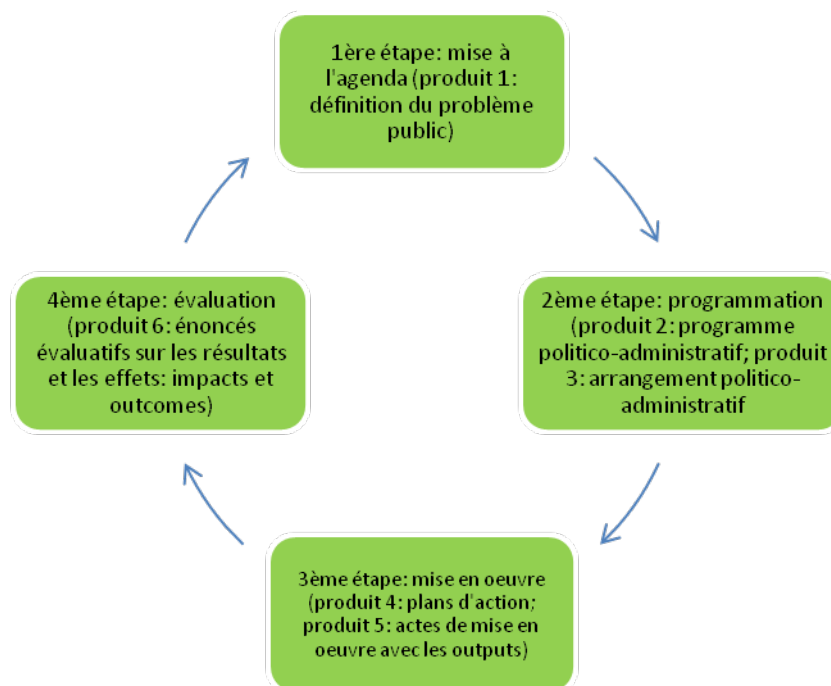 1ère étape: mise à
l'agenda (produit 1:
définition du problème
public)
2ème étape: programmation
(produit 2: programme
politico-administratif; produit
3: arrangement politico-
administratif
3ème étape: mise en oeuvre
(produit 4: plans d'action;
produit 5: actes de mise en
oeuvre avec les outputs)
4ème étape: évaluation
(produit 6: énoncés
évaluatifs sur les résultats
et les effets: impacts et
outcomes)